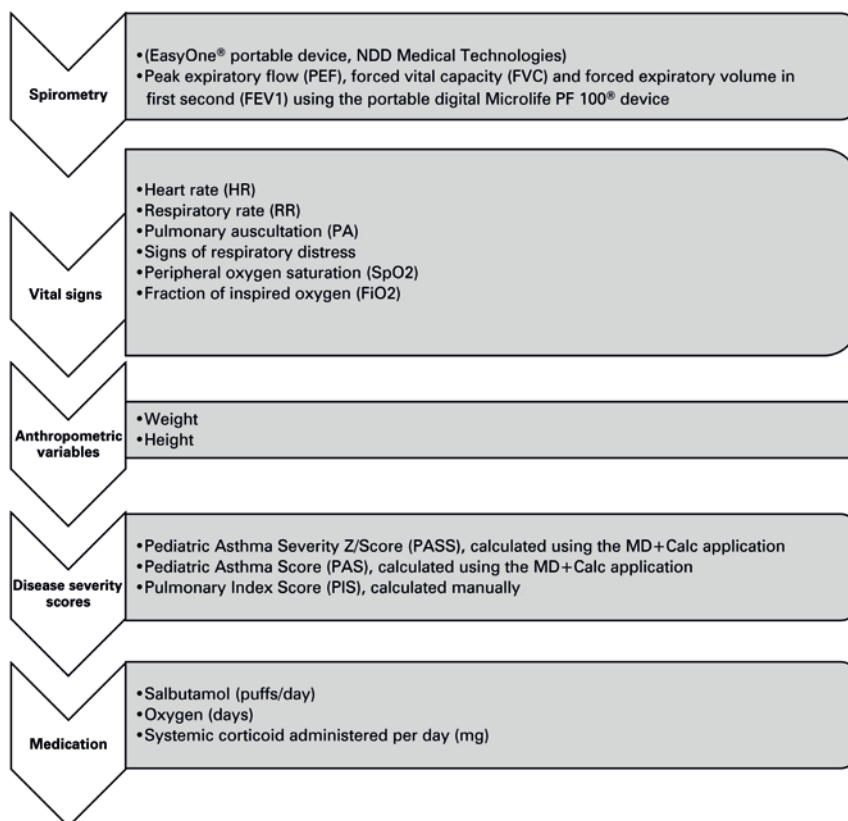 Spirometry
•(EasyOne® portable device, NDD Medical Technologies)
•Peak expiratory flow (PEF), forced vital capacity (FVC) and forced expiratory volume in
first second (FEV1) using the portable digital Microlife PF 100® device
Vital signs
•Heart rate (HR)
•Respiratory rate (RR)
•Pulmonary auscultation (PA)
•Signs of respiratory distress
•Peripheral oxygen saturation (SpO2)
•Fraction of inspired oxygen (FiO2)
Anthropometric
variables
•Weight
•Height
Disease severity
scores
•Pediatric Asthma Severity Z/Score (PASS), calculated using the MD+Calc application
•Pediatric Asthma Score (PAS), calculated using the MD+Calc application
•Pulmonary Index Score (PIS), calculated manually
Medication
•Salbutamol (puffs/day)
•Oxygen (days)
•Systemic corticoid administered per day (mg)